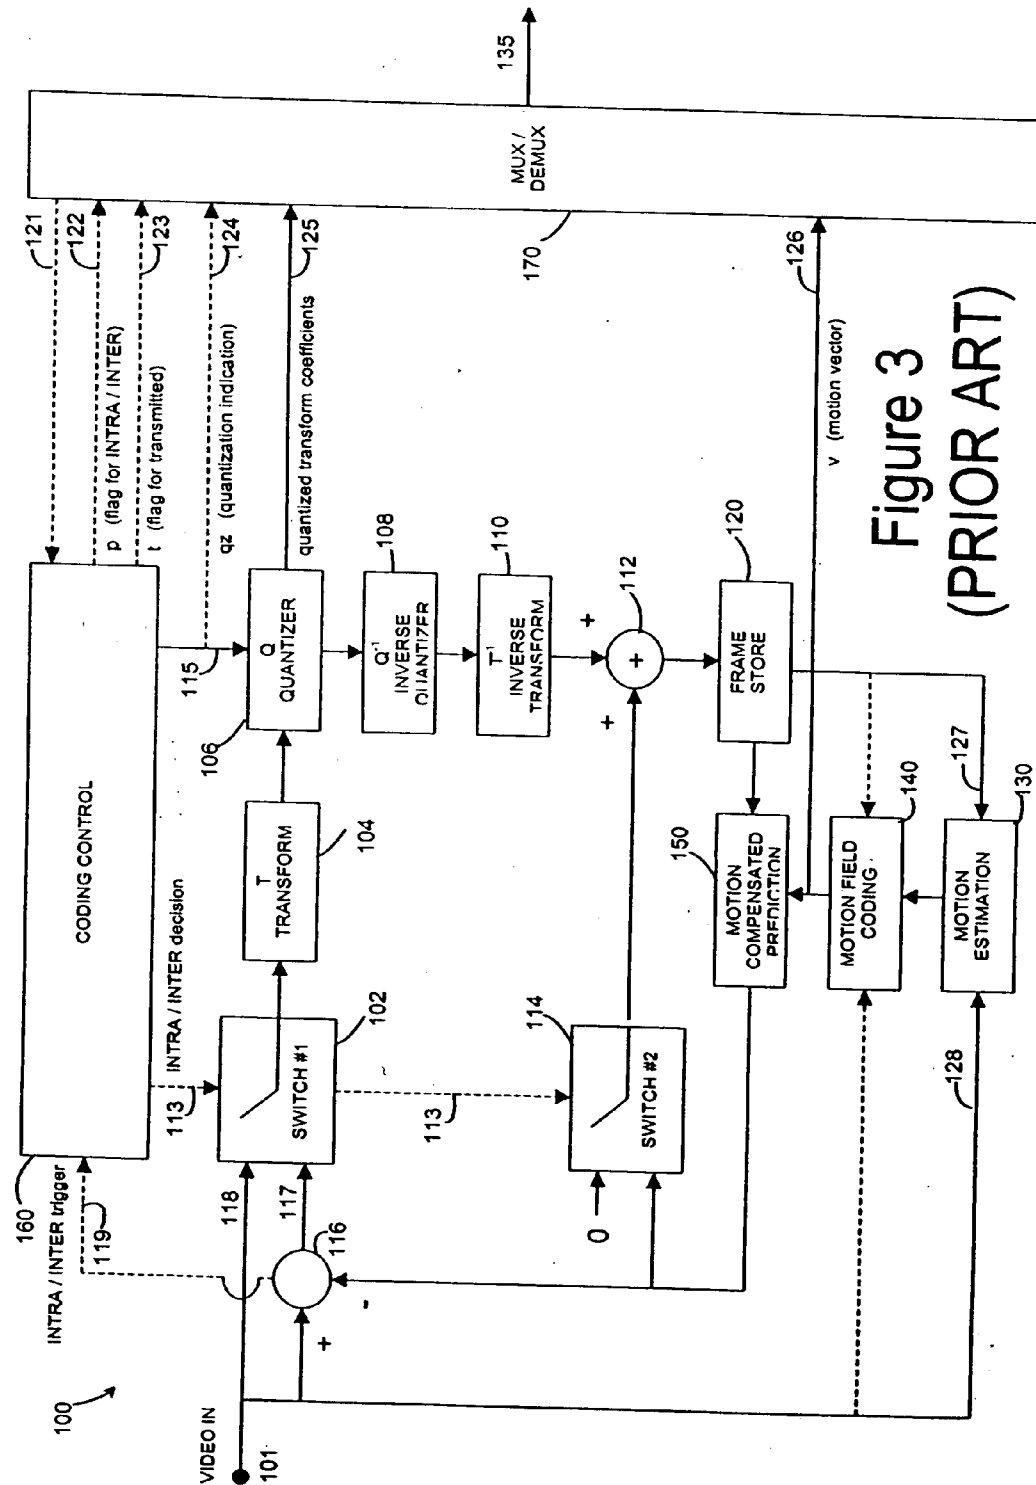 100
VIDEO IN
101
INTRA / INTER trigger
119
160
CODING CONTROL
121
122
p (flag for INTRA / INTER)
123
t (flag for transmitted)
124
qz (quantization indication)
125
quantized transform coefficients
115
INTRA / INTER decision
113
118
117
116
+
-
SWITCH #1
102
T
TRANSFORM
104
106
Q
QUANTIZER
Q-1
INVERSE
QUANTIZER
108
T-1
INVERSE
TRANSFORM
110
113
114
SWITCH #2
0
+
+
+
112
FRAME
STORE
120
150
MOTION
COMPENSATED
PREDICTION
MOTION FIELD
CODING
140
127
MOTION
ESTIMATION
130
128
v (motion vector)
126
170
MUX /
DEMUX
135
Figure 3
(PRIOR ART)